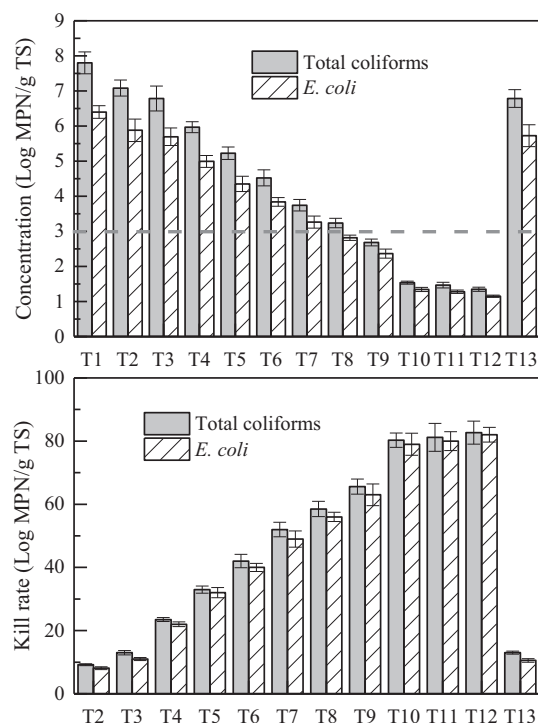 9
8
7
6
5
4
3
2
1
0
Concentration (Log MPN/g TS)
Total coliforms
E. coli
T1 T2 T3 T4 T5 T6 T7 T8 T9 T10 T11 T12 T13
100
80
60
40
20
0
Kill rate (Log MPN/g TS)
Total coliforms
E. coli
T2 T3 T4 T5 T6 T7 T8 T9 T10 T11 T12 T13